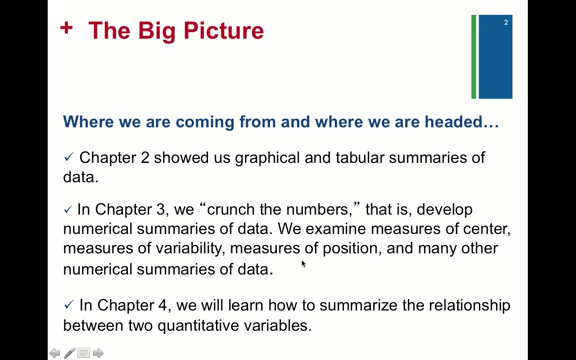 + The Big Picture
2
Where we are coming from and where we are headed…
✓ Chapter 2 showed us graphical and tabular summaries of
data.
✓ In Chapter 3, we “crunch the numbers,” that is, develop
numerical summaries of data. We examine measures of center,
measures of variability, measures of position, and many other
numerical summaries of data.
✓ In Chapter 4, we will learn how to summarize the relationship
between two quantitative variables.